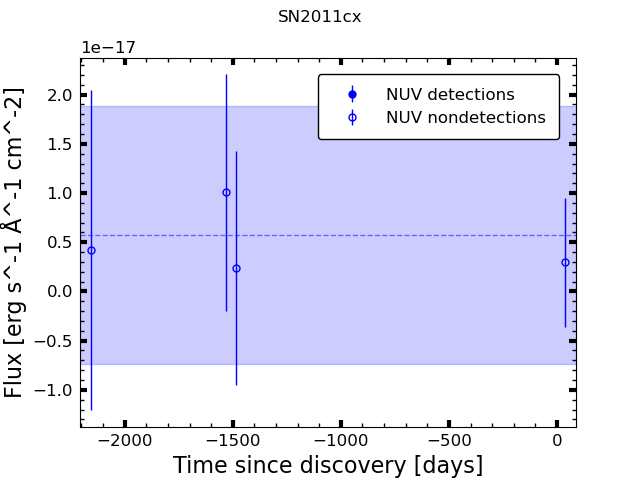 SN2011cx
1e−17
Flux [erg s^-1 Å^-1 cm^-2]
2.0
1.5
1.0
0.5
0.0
−0.5
−1.0
NUV detections
NUV nondetections
−2000 −1500 −1000 −500 0
Time since discovery [days]